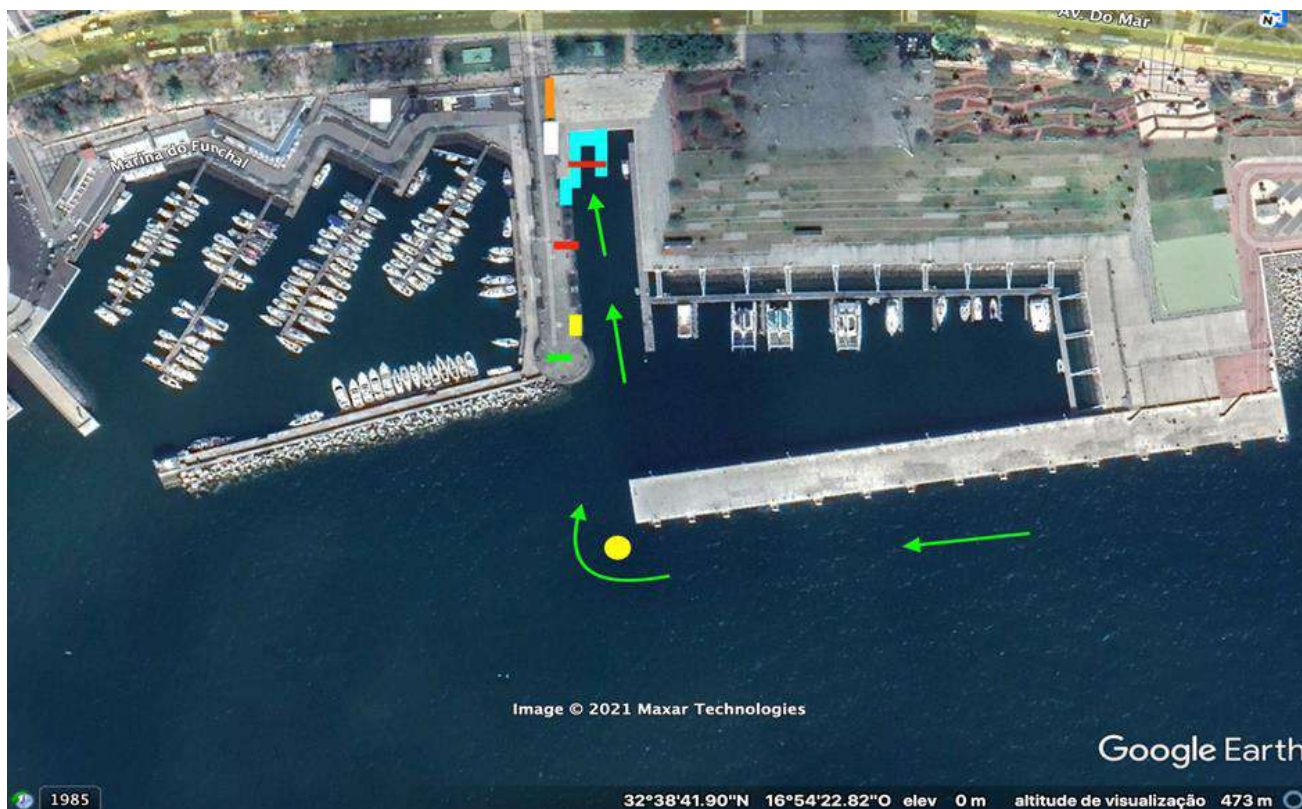 Av. Do Mar
N
Marina do Funchal
Image © 2021 Maxar Technologies
Google Earth
1985
32°38'41.90"N 16°54'22.82"O elev 0 m altitude de visualização 473 m